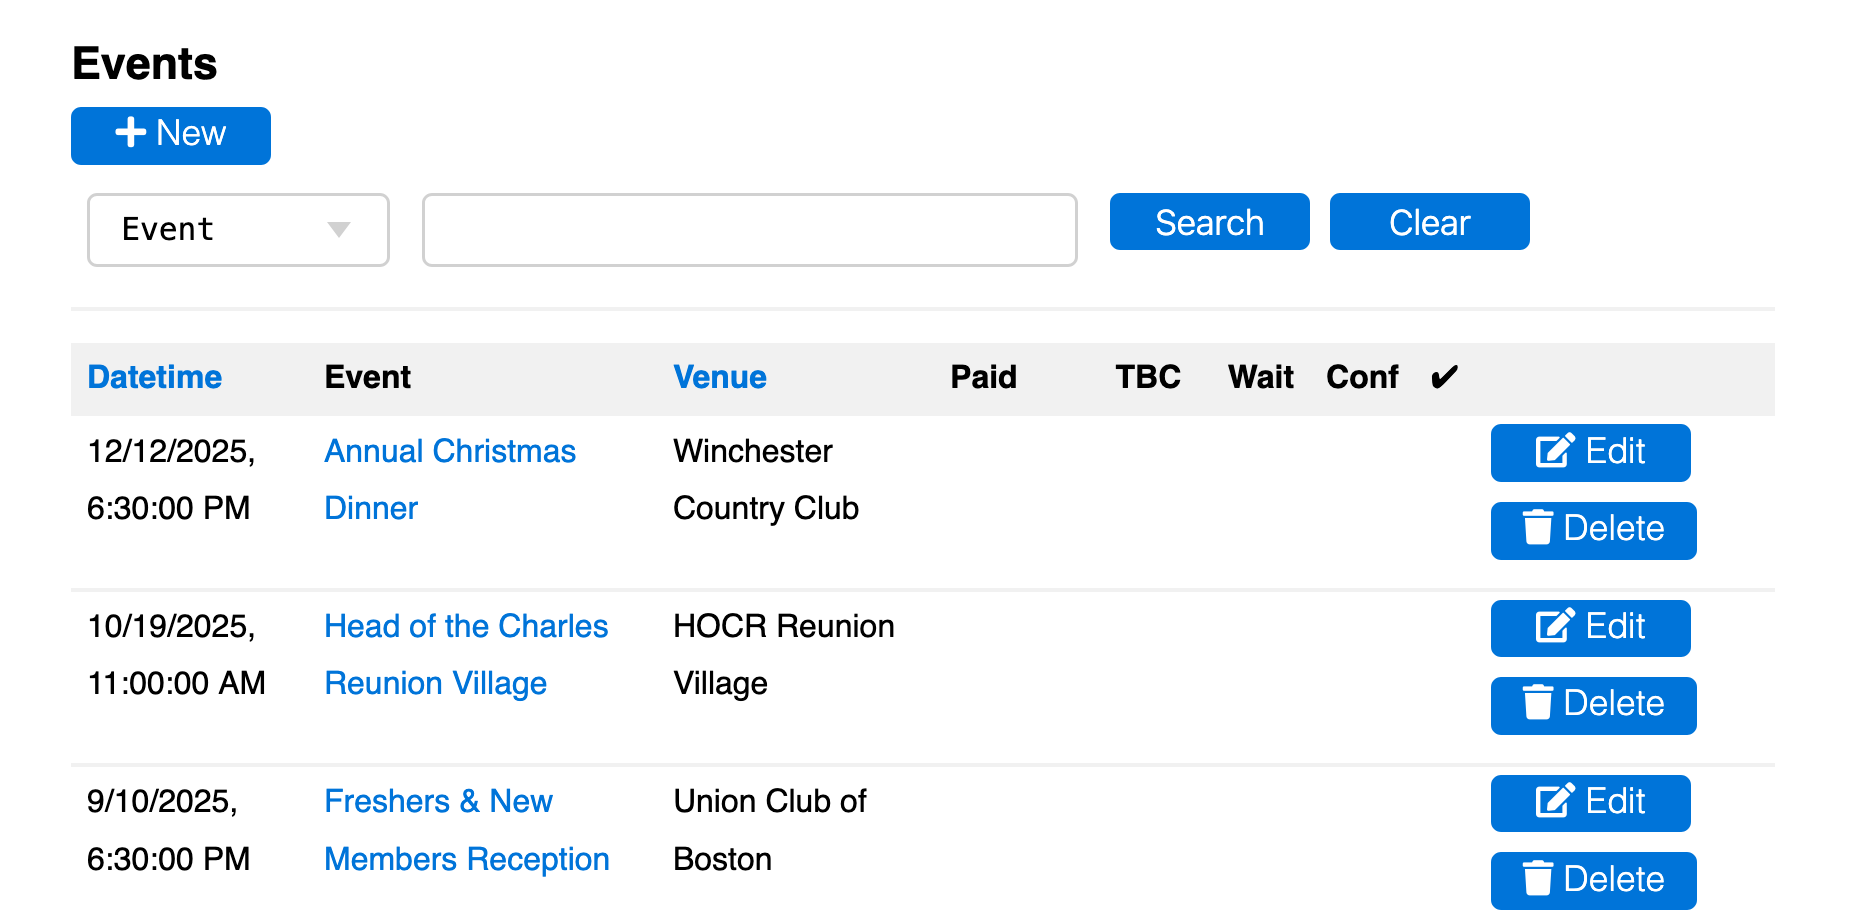 Events
New
Event
Search Clear
Datetime Event Venue Paid TBC Wait Conf ✔
12/12/2025, Annual Christmas Winchester Edit
6:30:00 PM Dinner Country Club
Delete
10/19/2025, Head of the Charles HOCR Reunion Edit
11:00:00 AM Reunion Village Village
Delete
9/10/2025, Freshers & New Union Club of Edit
6:30:00 PM Members Reception Boston
Delete